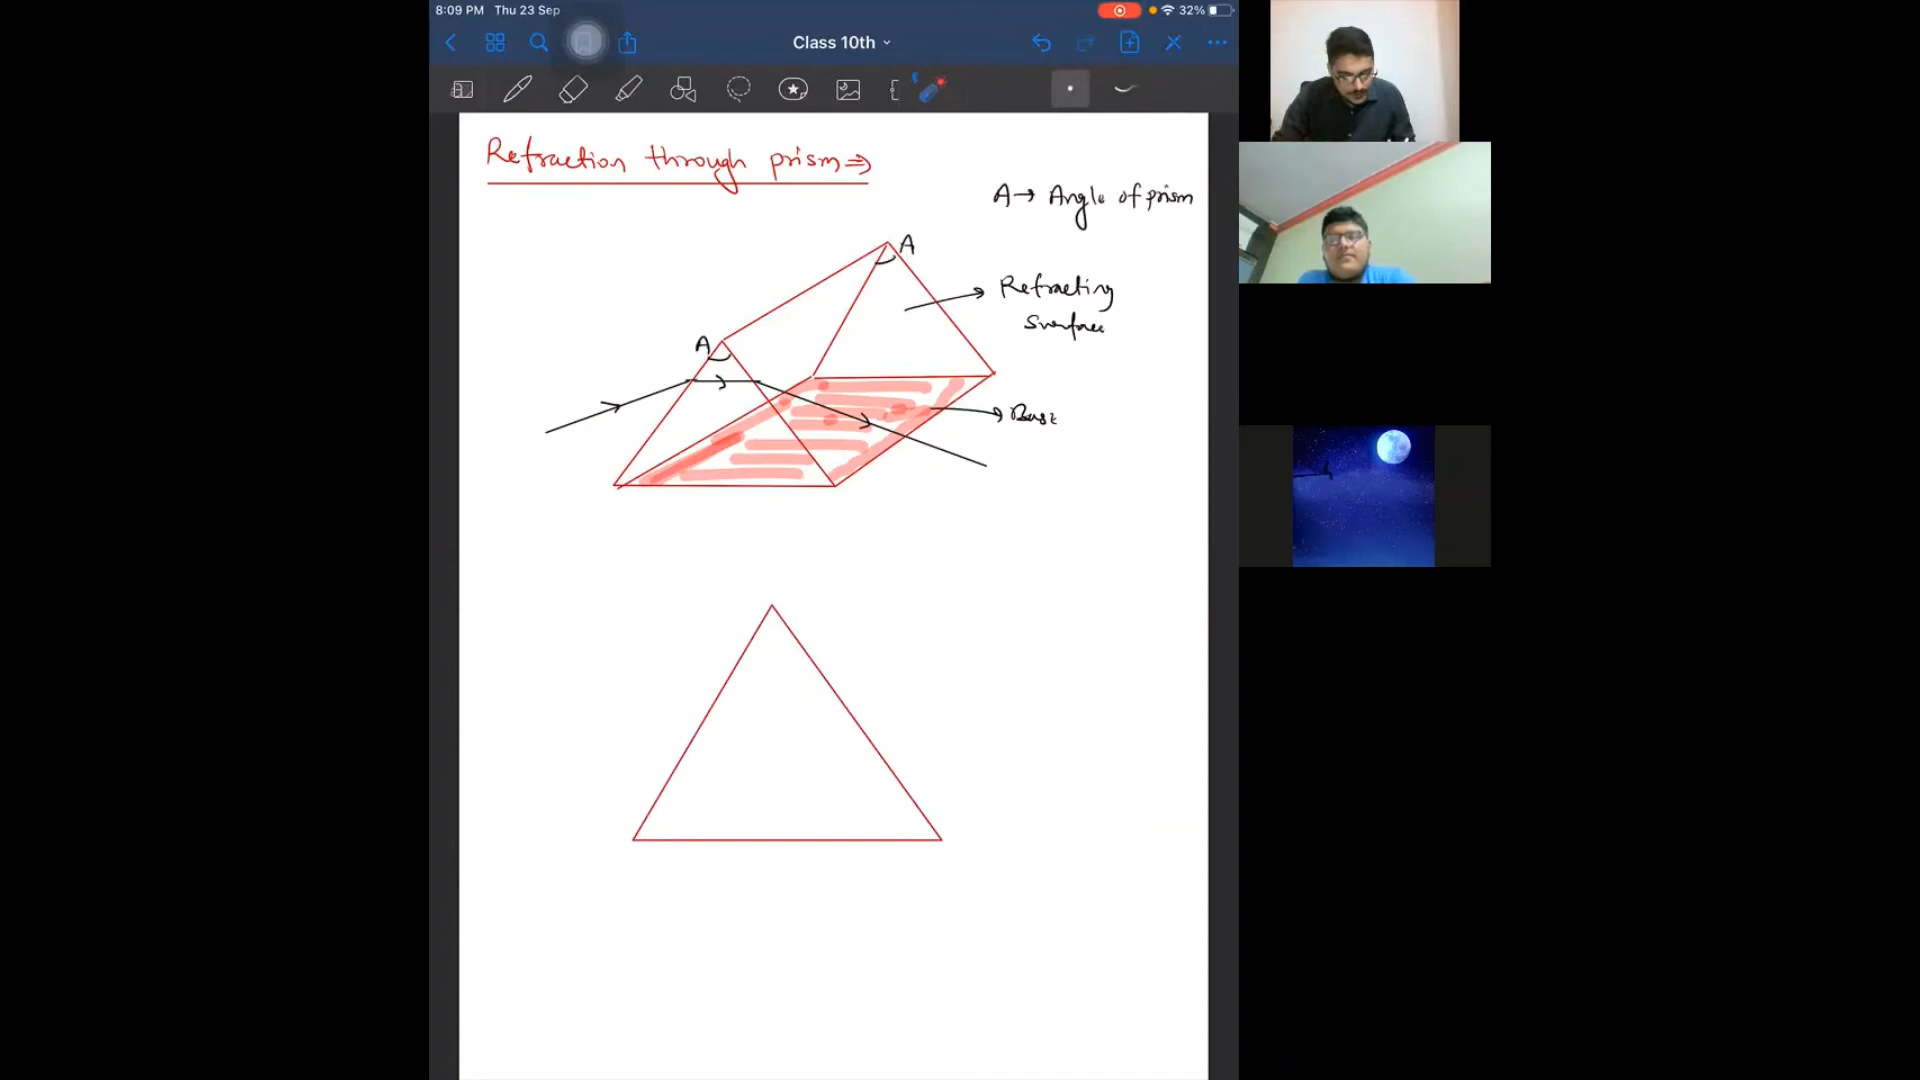 8:09 PM Thu 23 Sep
32%
Class 10th
Refraction through prism ⇒
A → Angle of prism
A
Refracting
Surface
A
Base